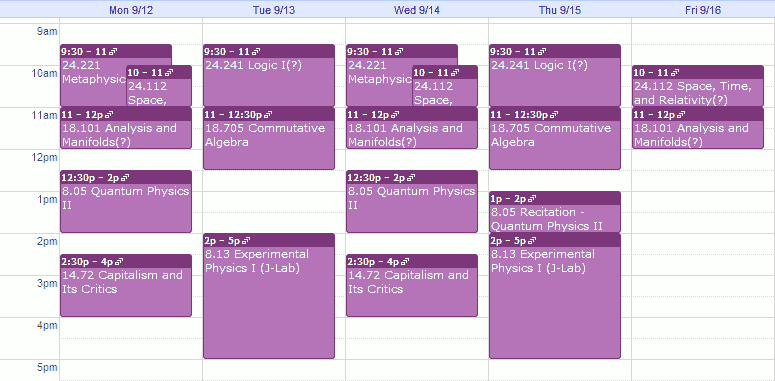 Mon 9/12
Tue 9/13
Wed 9/14
Thu 9/15
Fri 9/16
9am
10am
11am
12pm
1pm
2pm
3pm
4pm
5pm
9:30 – 11
24.221
Metaphysic
10 – 11
24.112
Space,
11 – 12p
18.101 Analysis and
Manifolds(?)
12:30p – 2p
8.05 Quantum Physics
II
2:30p – 4p
14.72 Capitalism and
Its Critics
9:30 – 11
24.241 Logic I(?)
11 – 12:30p
18.705 Commutative
Algebra
2p – 5p
8.13 Experimental
Physics I (J-Lab)
9:30 – 11
24.221
Metaphysic
10 – 11
24.112
Space,
11 – 12p
18.101 Analysis and
Manifolds(?)
12:30p – 2p
8.05 Quantum Physics
II
2:30p – 4p
14.72 Capitalism and
Its Critics
9:30 – 11
24.241 Logic I(?)
11 – 12:30p
18.705 Commutative
Algebra
1p – 2p
8.05 Recitation -
Quantum Physics II
2p – 5p
8.13 Experimental
Physics I (J-Lab)
10 – 11
24.112 Space, Time,
and Relativity(?)
11 – 12p
18.101 Analysis and
Manifolds(?)